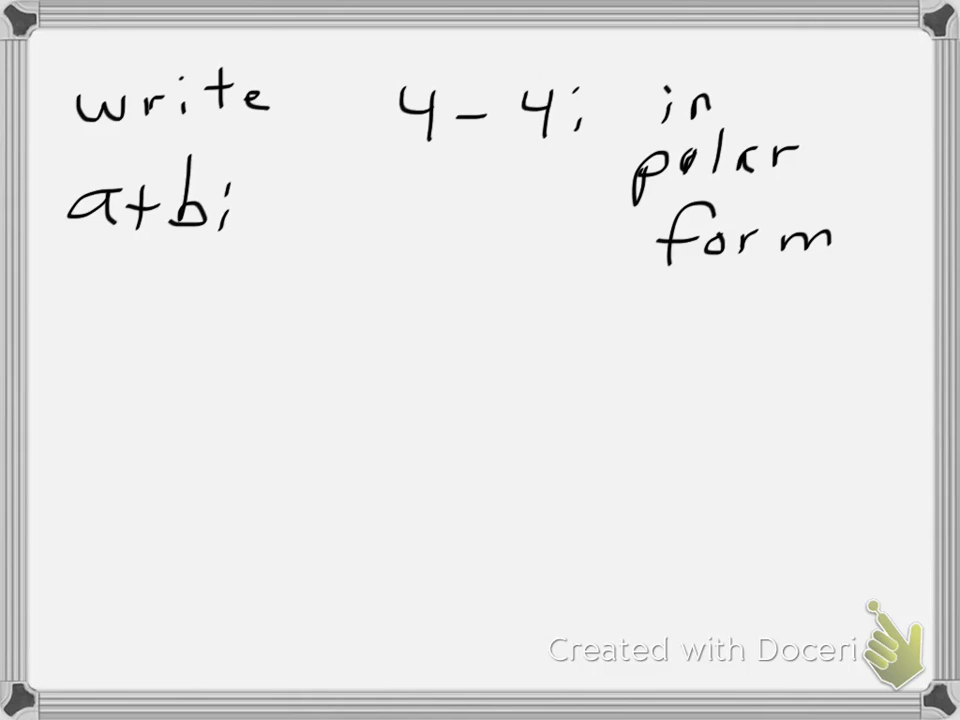 write 4 - 4i in
polar
a+bi
form
Created with Doceri